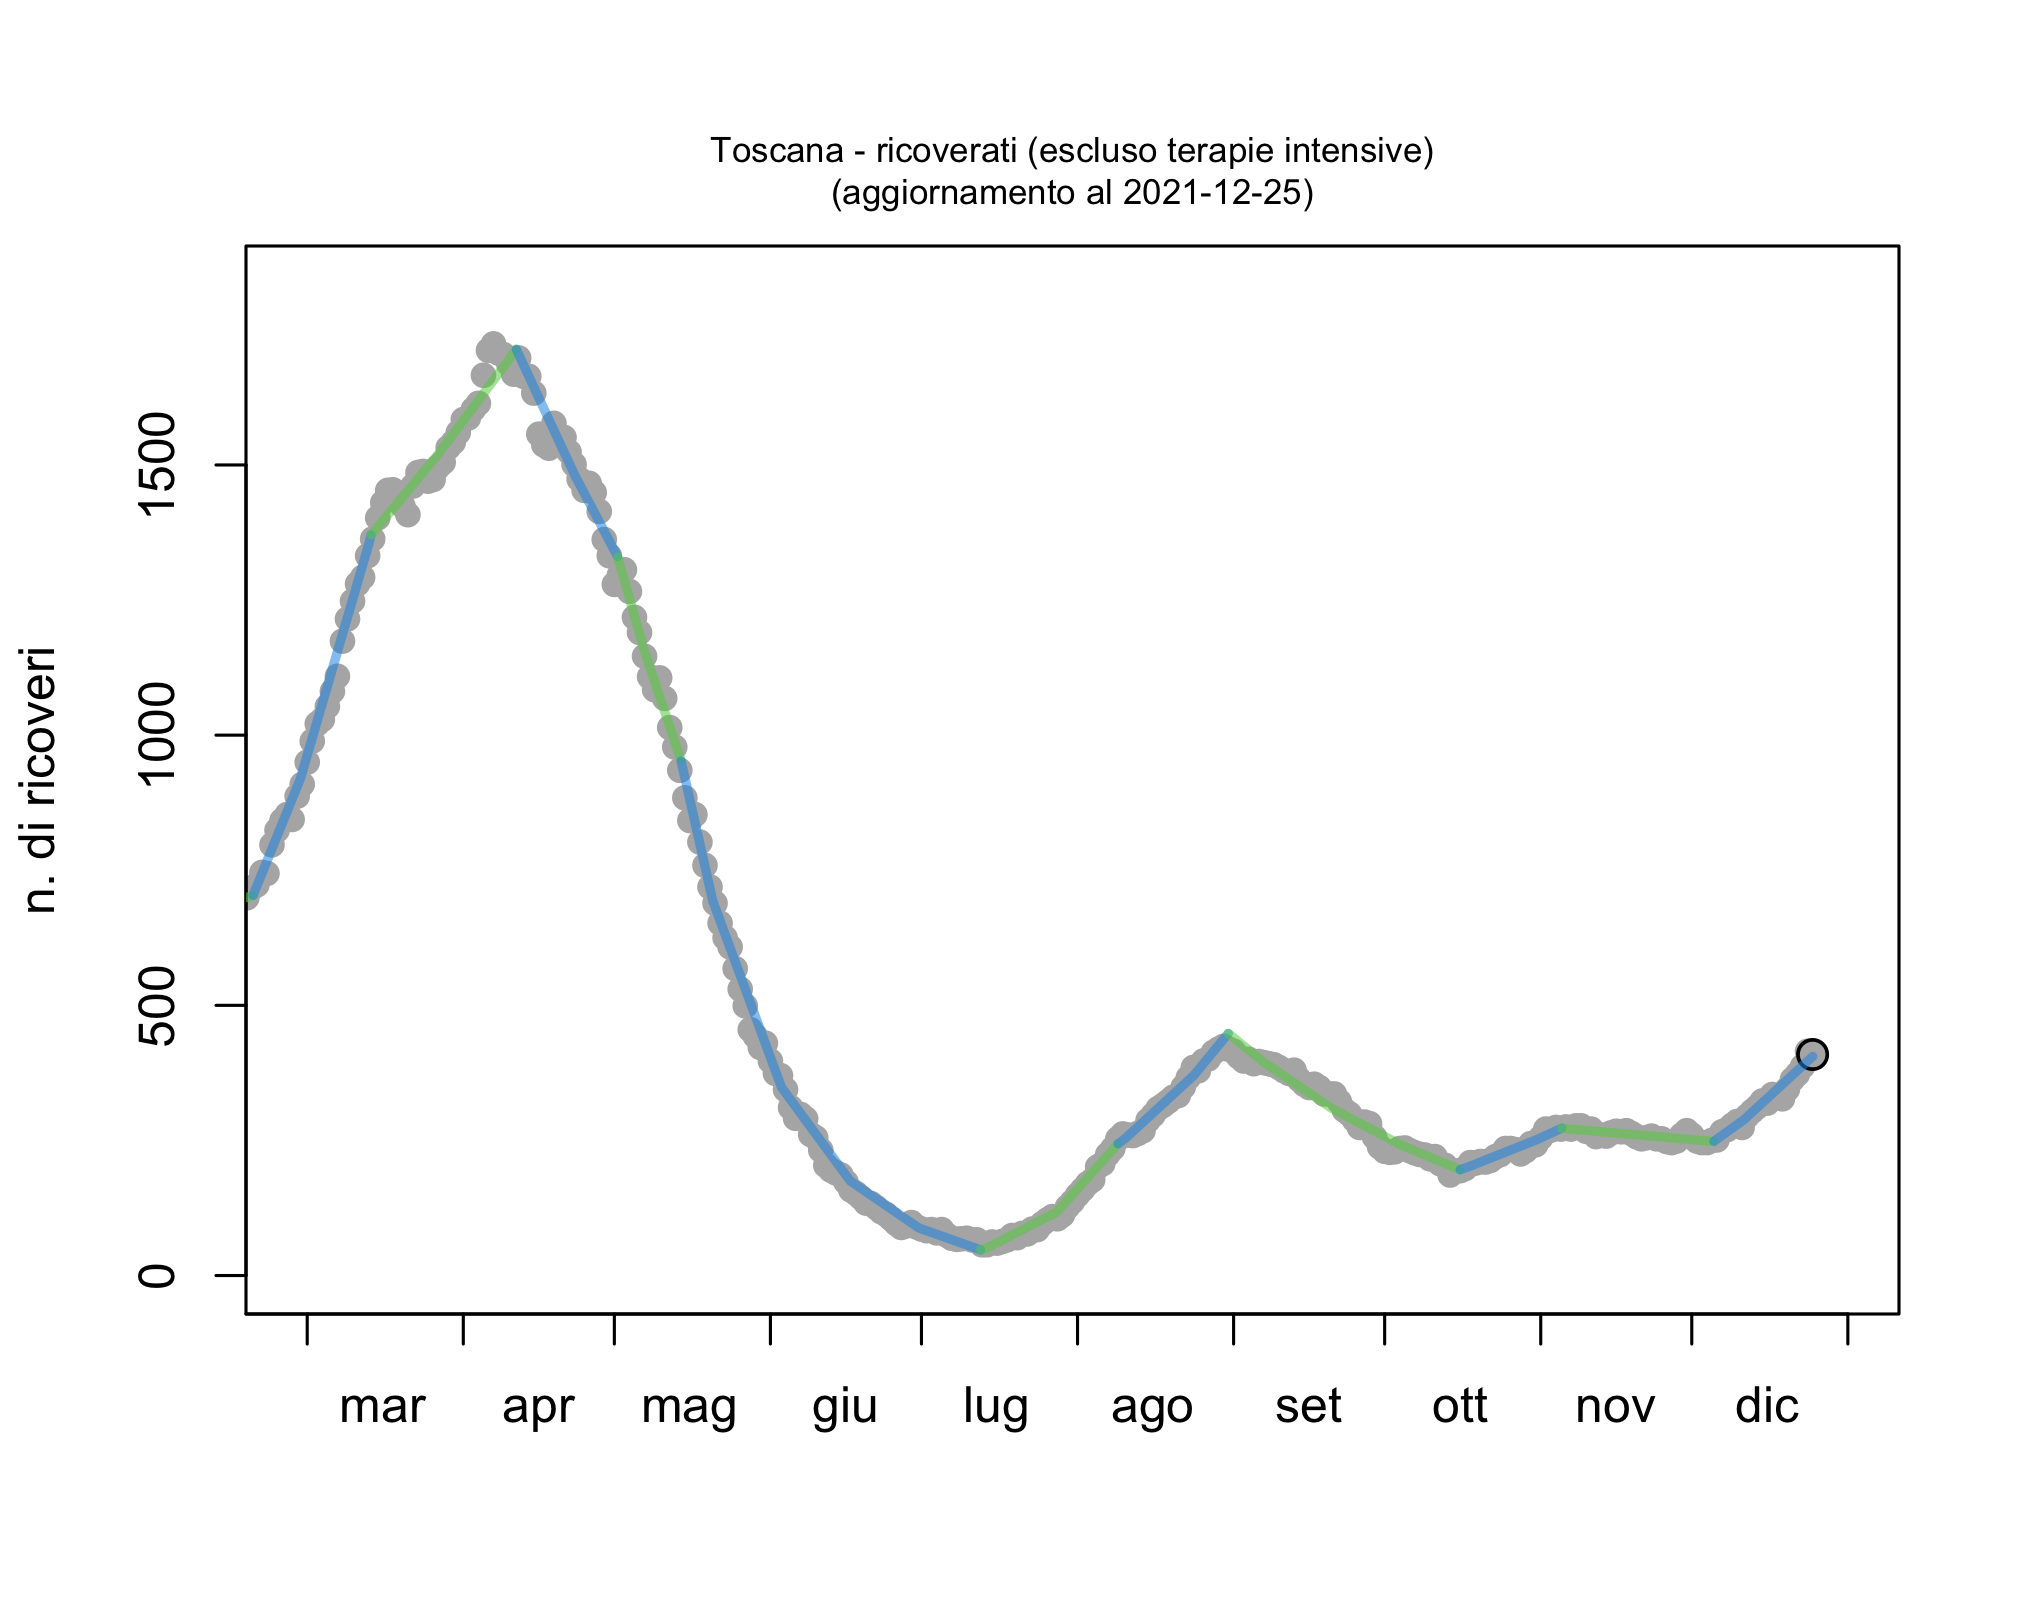 Toscana - ricoverati (escluso terapie intensive)
(aggiornamento al 2021-12-25)
n. di ricoveri
1500
1000
500
0
mar apr mag giu lug ago set ott nov dic